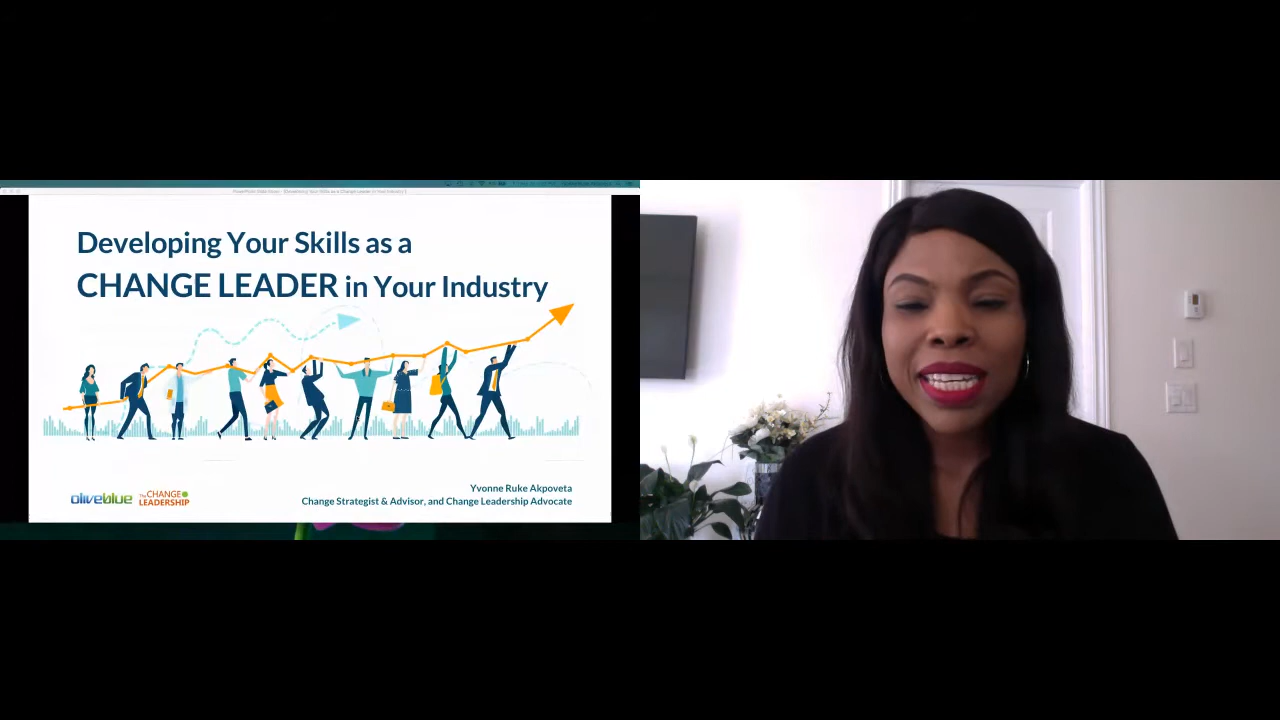 Developing Your Skills as a
CHANGE LEADER in Your Industry
oliveblue
The CHANGE
LEADERSHIP
Yvonne Ruke Akpoveta
Change Strategist & Advisor, and Change Leadership Advocate